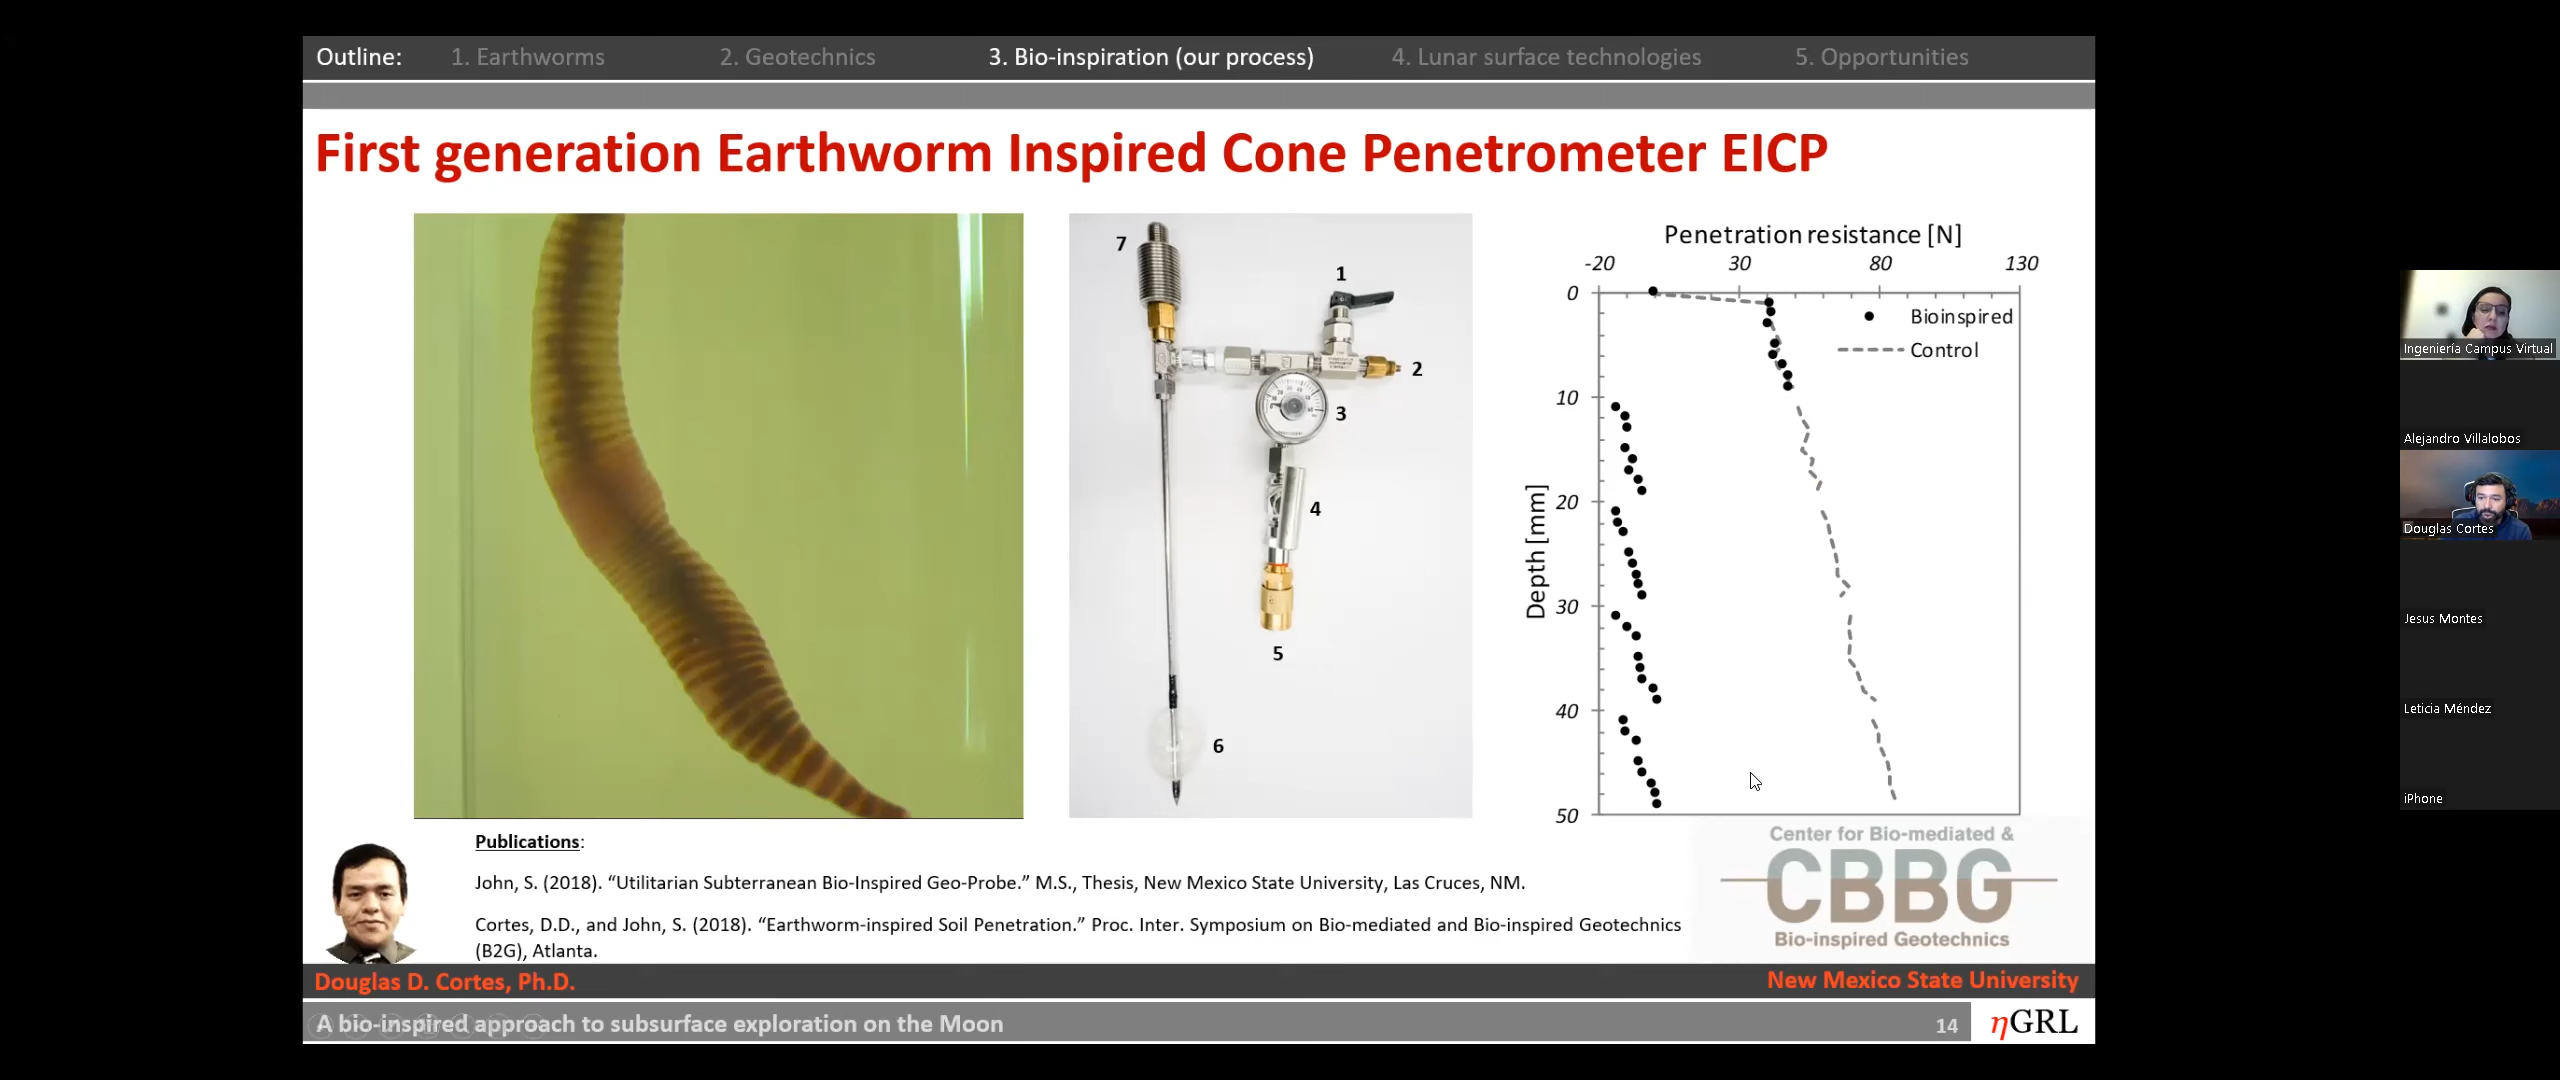 Outline: 1. Earthworms 2. Geotechnics 3. Bio-inspiration (our process) 4. Lunar surface technologies 5. Opportunities
First generation Earthworm Inspired Cone Penetrometer EICP
7
1
2
3
4
5
6
Penetration resistance [N]
-20 30 80 130
0
Bioinspired
Control
10
20
30
40
50
Depth [mm]
Publications:
John, S. (2018). “Utilitarian Subterranean Bio-Inspired Geo-Probe.” M.S., Thesis, New Mexico State University, Las Cruces, NM.
Cortes, D.D., and John, S. (2018). “Earthworm-inspired Soil Penetration.” Proc. Inter. Symposium on Bio-mediated and Bio-inspired Geotechnics
(B2G), Atlanta.
Center for Bio-mediated &
CBBG
Bio-inspired Geotechnics
Douglas D. Cortes, Ph.D. New Mexico State University
A bio-inspired approach to subsurface exploration on the Moon 14 ηGRL
Ingeniería Campus Virtual
Alejandro Villalobos
Douglas Cortes
Jesus Montes
Leticia Méndez
iPhone